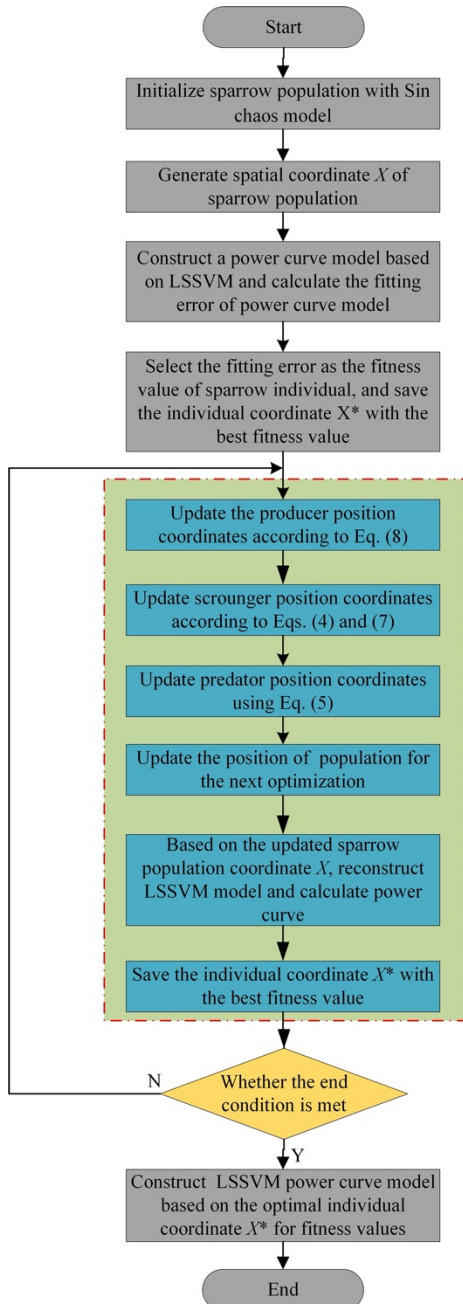 Start
Initialize sparrow population with Sin
chaos model
Generate spatial coordinate X of
sparrow population
Construct a power curve model based
on LSSVM and calculate the fitting
error of power curve model
Select the fitting error as the fitness
value of sparrow individual, and save
the individual coordinate X* with the
best fitness value
Update the producer position
coordinates according to Eq. (8)
Update scrounger position coordinates
according to Eqs. (4) and (7)
Update predator position coordinates
using Eq. (5)
Update the position of population for
the next optimization
Based on the updated sparrow
population coordinate X, reconstruct
LSSVM model and calculate power
curve
Save the individual coordinate X* with
the best fitness value
N
Whether the end
condition is met
Y
Construct LSSVM power curve model
based on the optimal individual
coordinate X* for fitness values
End